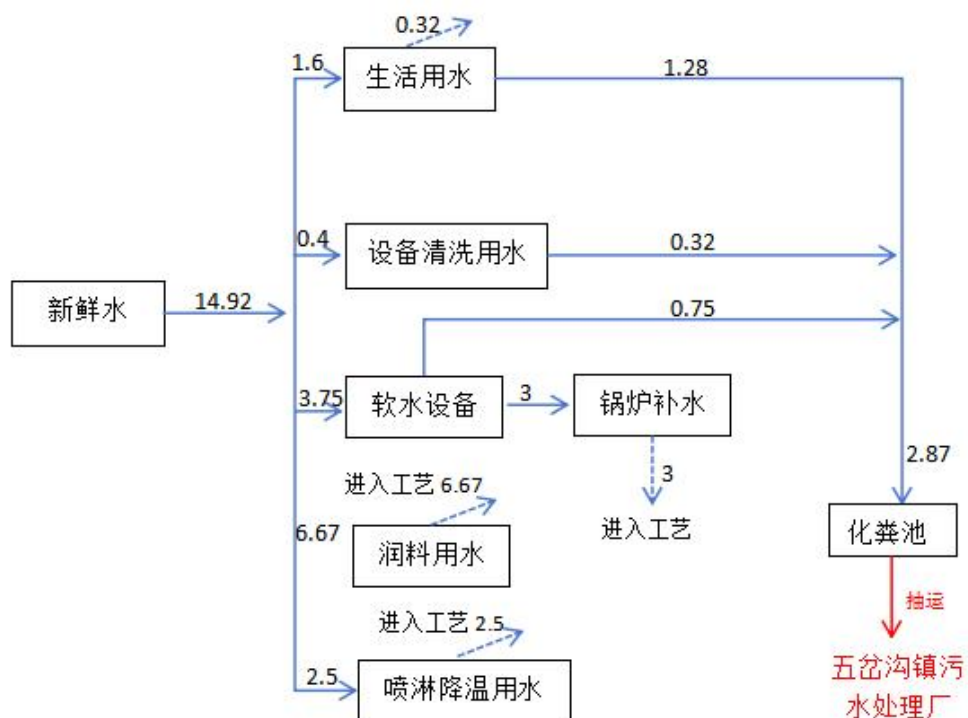 0.32
1.6
生活用水
1.28
0.4
设备清洗用水
0.32
新鲜水
14.92
0.75
3.75
软水设备
3
锅炉补水
2.87
3
进入工艺 6.67
进入工艺
6.67
润料用水
化粪池
抽运
进入工艺 2.5
2.5
喷淋降温用水
五岔沟镇污
水处理厂